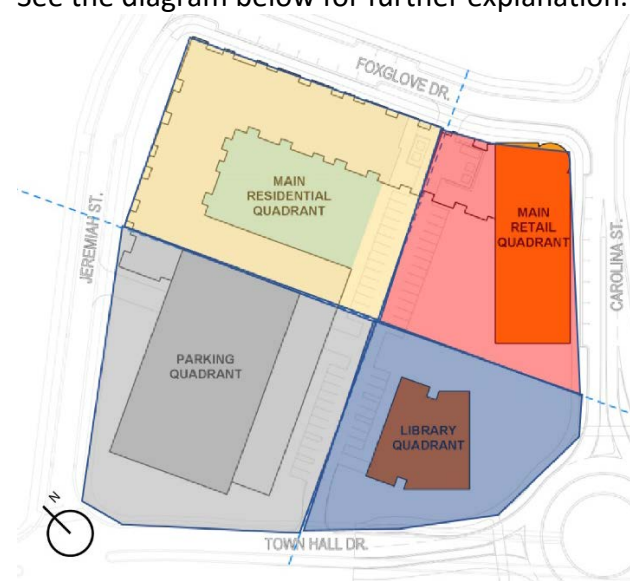 See the diagram below for further explanation.
FOXGLOVE DR.
JEREMIAH ST.
MAIN
RESIDENTIAL
QUADRANT
MAIN
RETAIL
QUADRANT
CAROLINA ST.
PARKING
QUADRANT
LIBRARY
QUADRANT
N
TOWN HALL DR.